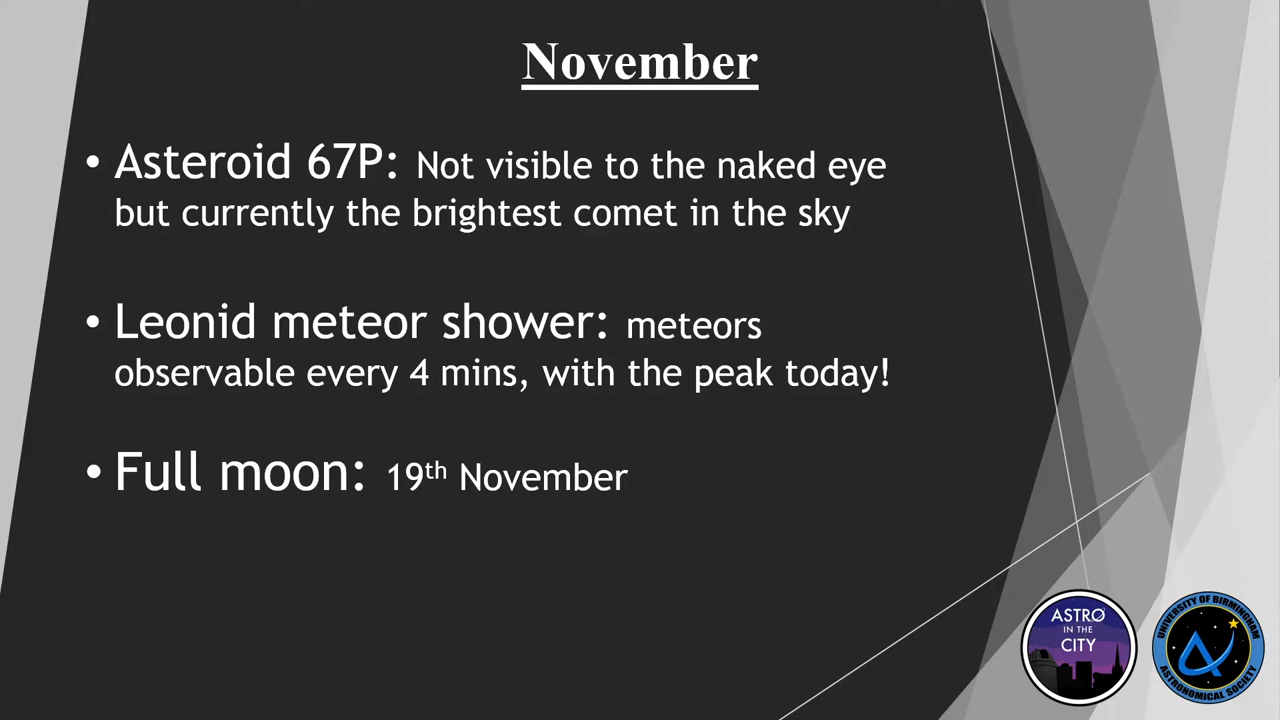 November
• Asteroid 67P: Not visible to the naked eye
but currently the brightest comet in the sky
• Leonid meteor shower: meteors
observable every 4 mins, with the peak today!
• Full moon: 19th November
ASTRO
IN THE
CITY
UNIVERSITY OF BIRMINGHAM
ASTRONOMICAL SOCIETY